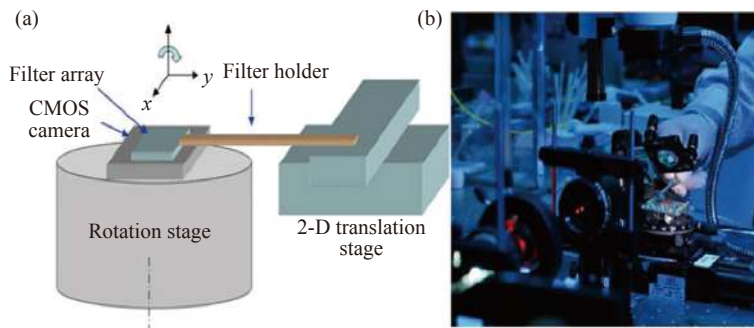 (a)
Filter array
CMOS
camera
x
y
Filter holder
Rotation stage
2-D translation
stage
(b)